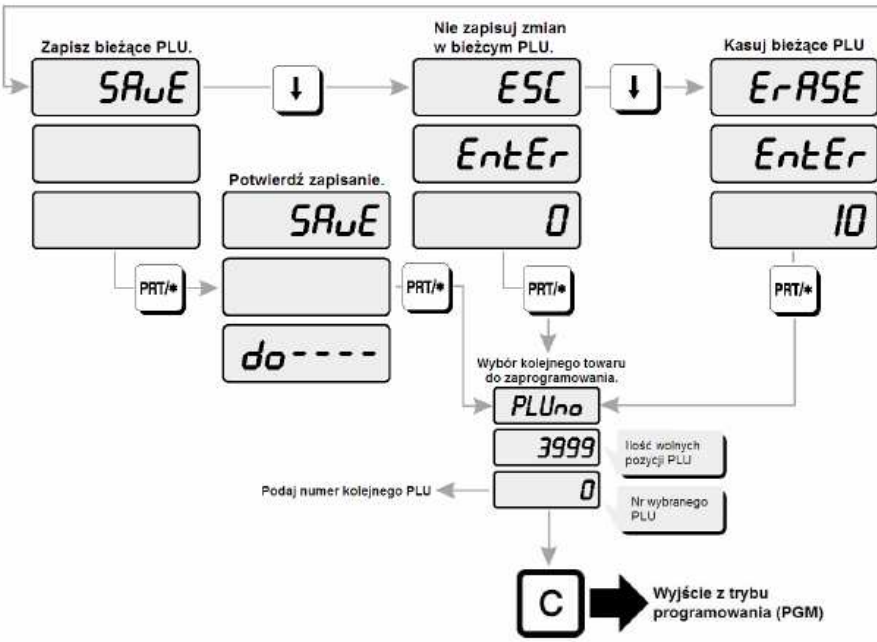 Zapisz bieżące PLU.
SAvE
↓
Nie zapisuj zmian
w bieżcym PLU.
ESC
EntEr
0
↓
Kasuj bieżące PLU
ErASE
EntEr
10
PRT/*
Potwierdź zapisanie.
SAvE
do----
PRT/*
PRT/*
PRT/*
Wybór kolejnego towaru
do zaprogramowania.
PLUno
3999
Ilość wolnych
pozycji PLU
Podaj numer kolejnego PLU
0
Nr wybranego
PLU
C
Wyjście z trybu
programowania (PGM)